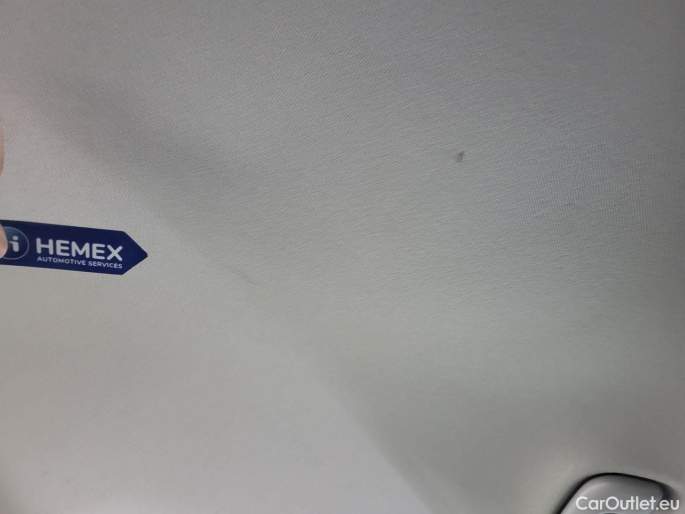 i HEMEX
AUTOMOTIVE SERVICES
CarOutlet.eu